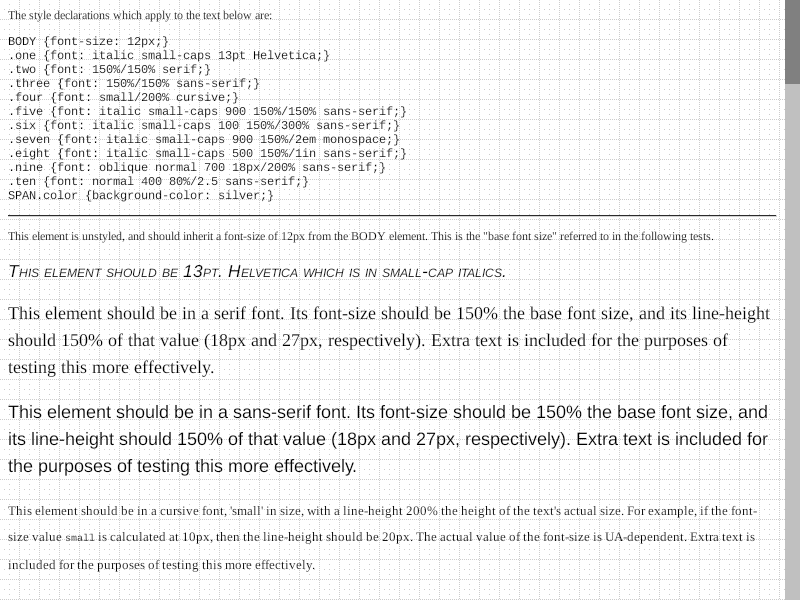 The style declarations which apply to the text below are:
BODY {font-size: 12px;}
.one {font: italic small-caps 13pt Helvetica;}
.two {font: 150%/150% serif;}
.three {font: 150%/150% sans-serif;}
.four {font: small/200% cursive;}
.five {font: italic small-caps 900 150%/150% sans-serif;}
.six {font: italic small-caps 100 150%/300% sans-serif;}
.seven {font: italic small-caps 900 150%/2em monospace;}
.eight {font: italic small-caps 500 150%/1in sans-serif;}
.nine {font: oblique normal 700 18px/200% sans-serif;}
.ten {font: normal 400 80%/2.5 sans-serif;}
SPAN.color {background-color: silver;}
This element is unstyled, and should inherit a font-size of 12px from the BODY element. This is the "base font size" referred to in the following tests.
This element should be 13pt. Helvetica which is in small-cap italics.
This element should be in a serif font. Its font-size should be 150% the base font size, and its line-height
should 150% of that value (18px and 27px, respectively). Extra text is included for the purposes of
testing this more effectively.
This element should be in a sans-serif font. Its font-size should be 150% the base font size, and
its line-height should 150% of that value (18px and 27px, respectively). Extra text is included for
the purposes of testing this more effectively.
This element should be in a cursive font, 'small' in size, with a line-height 200% the height of the text's actual size. For example, if the font-
size value small is calculated at 10px, then the line-height should be 20px. The actual value of the font-size is UA-dependent. Extra text is
included for the purposes of testing this more effectively.